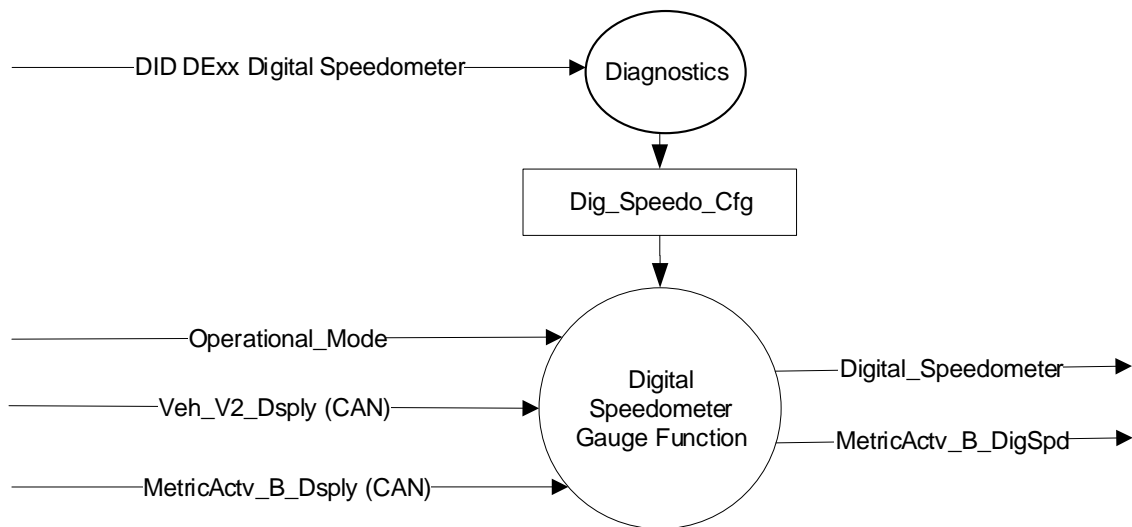 DID DExx Digital Speedometer
Diagnostics
Dig_Speedo_Cfg
Operational_Mode
Veh_V2_Dsply (CAN)
MetricActv_B_Dsply (CAN)
Digital
Speedometer
Gauge Function
Digital_Speedometer
MetricActv_B_DigSpd